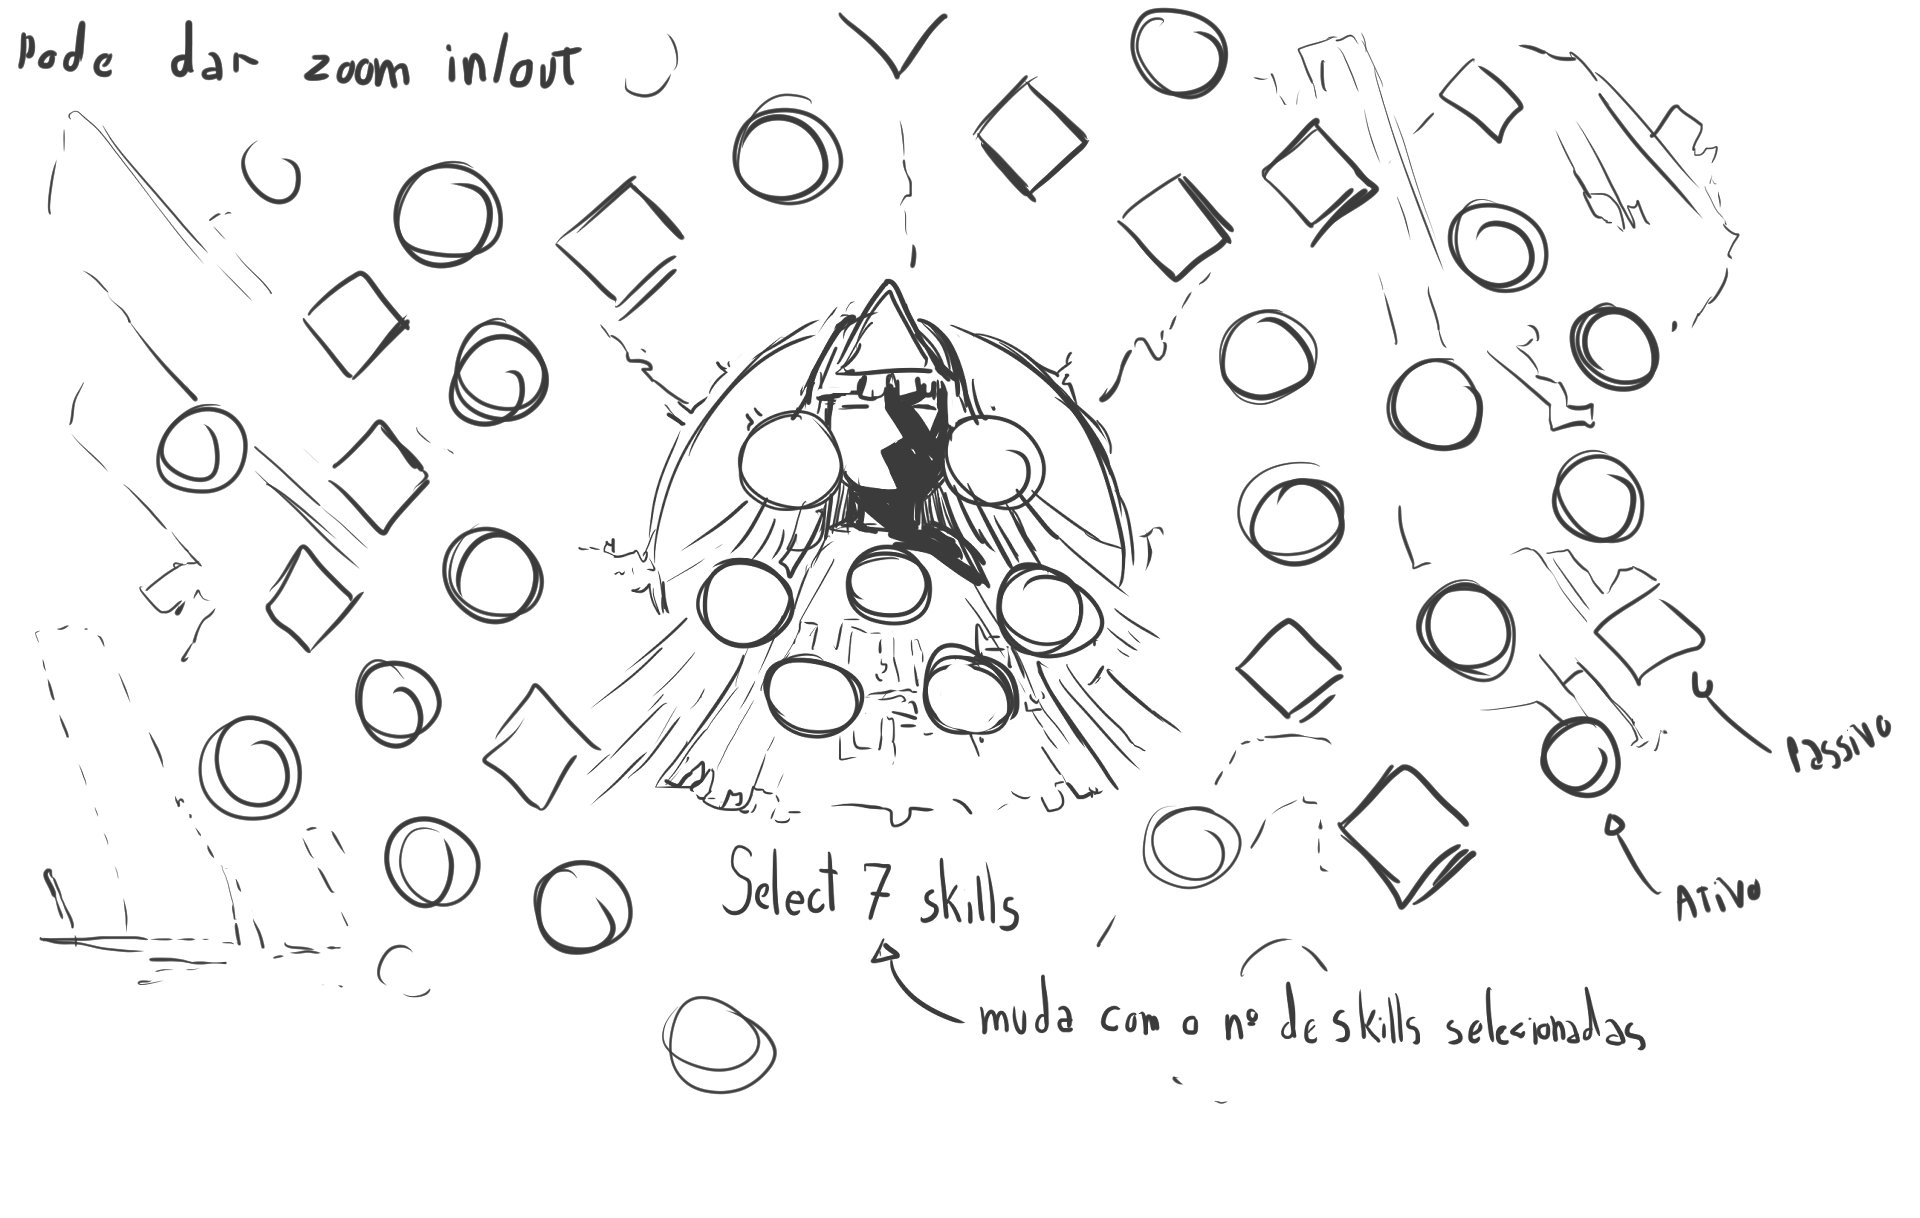 Pode dar zoom in/out
Passivo
Ativo
Select 7 skills
muda com o nº de skills selecionadas